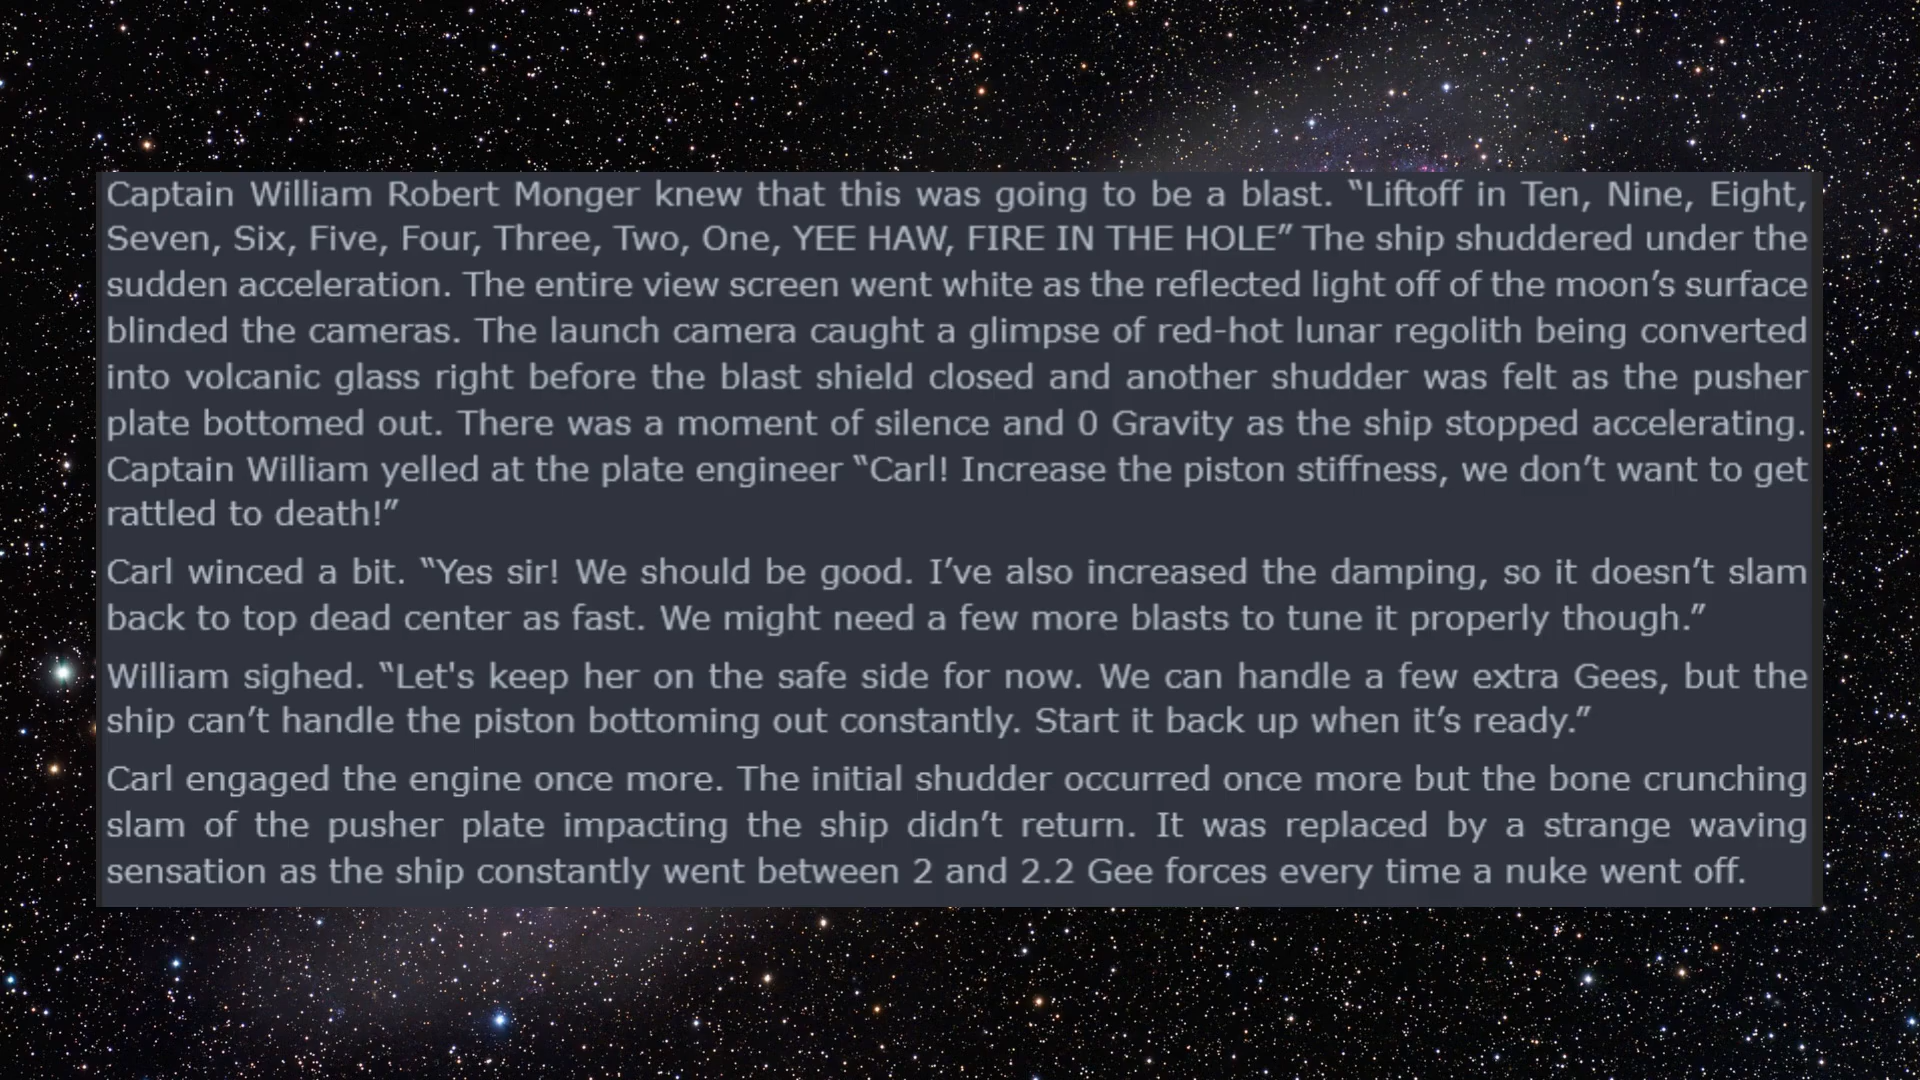 Captain William Robert Monger knew that this was going to be a blast. “Liftoff in Ten, Nine, Eight,
Seven, Six, Five, Four, Three, Two, One, YEE HAW, FIRE IN THE HOLE” The ship shuddered under the
sudden acceleration. The entire view screen went white as the reflected light off of the moon’s surface
blinded the cameras. The launch camera caught a glimpse of red-hot lunar regolith being converted
into volcanic glass right before the blast shield closed and another shudder was felt as the pusher
plate bottomed out. There was a moment of silence and 0 Gravity as the ship stopped accelerating.
Captain William yelled at the plate engineer “Carl! Increase the piston stiffness, we don’t want to get
rattled to death!”
Carl winced a bit. “Yes sir! We should be good. I’ve also increased the damping, so it doesn’t slam
back to top dead center as fast. We might need a few more blasts to tune it properly though.”
William sighed. “Let's keep her on the safe side for now. We can handle a few extra Gees, but the
ship can’t handle the piston bottoming out constantly. Start it back up when it’s ready.”
Carl engaged the engine once more. The initial shudder occurred once more but the bone crunching
slam of the pusher plate impacting the ship didn’t return. It was replaced by a strange waving
sensation as the ship constantly went between 2 and 2.2 Gee forces every time a nuke went off.